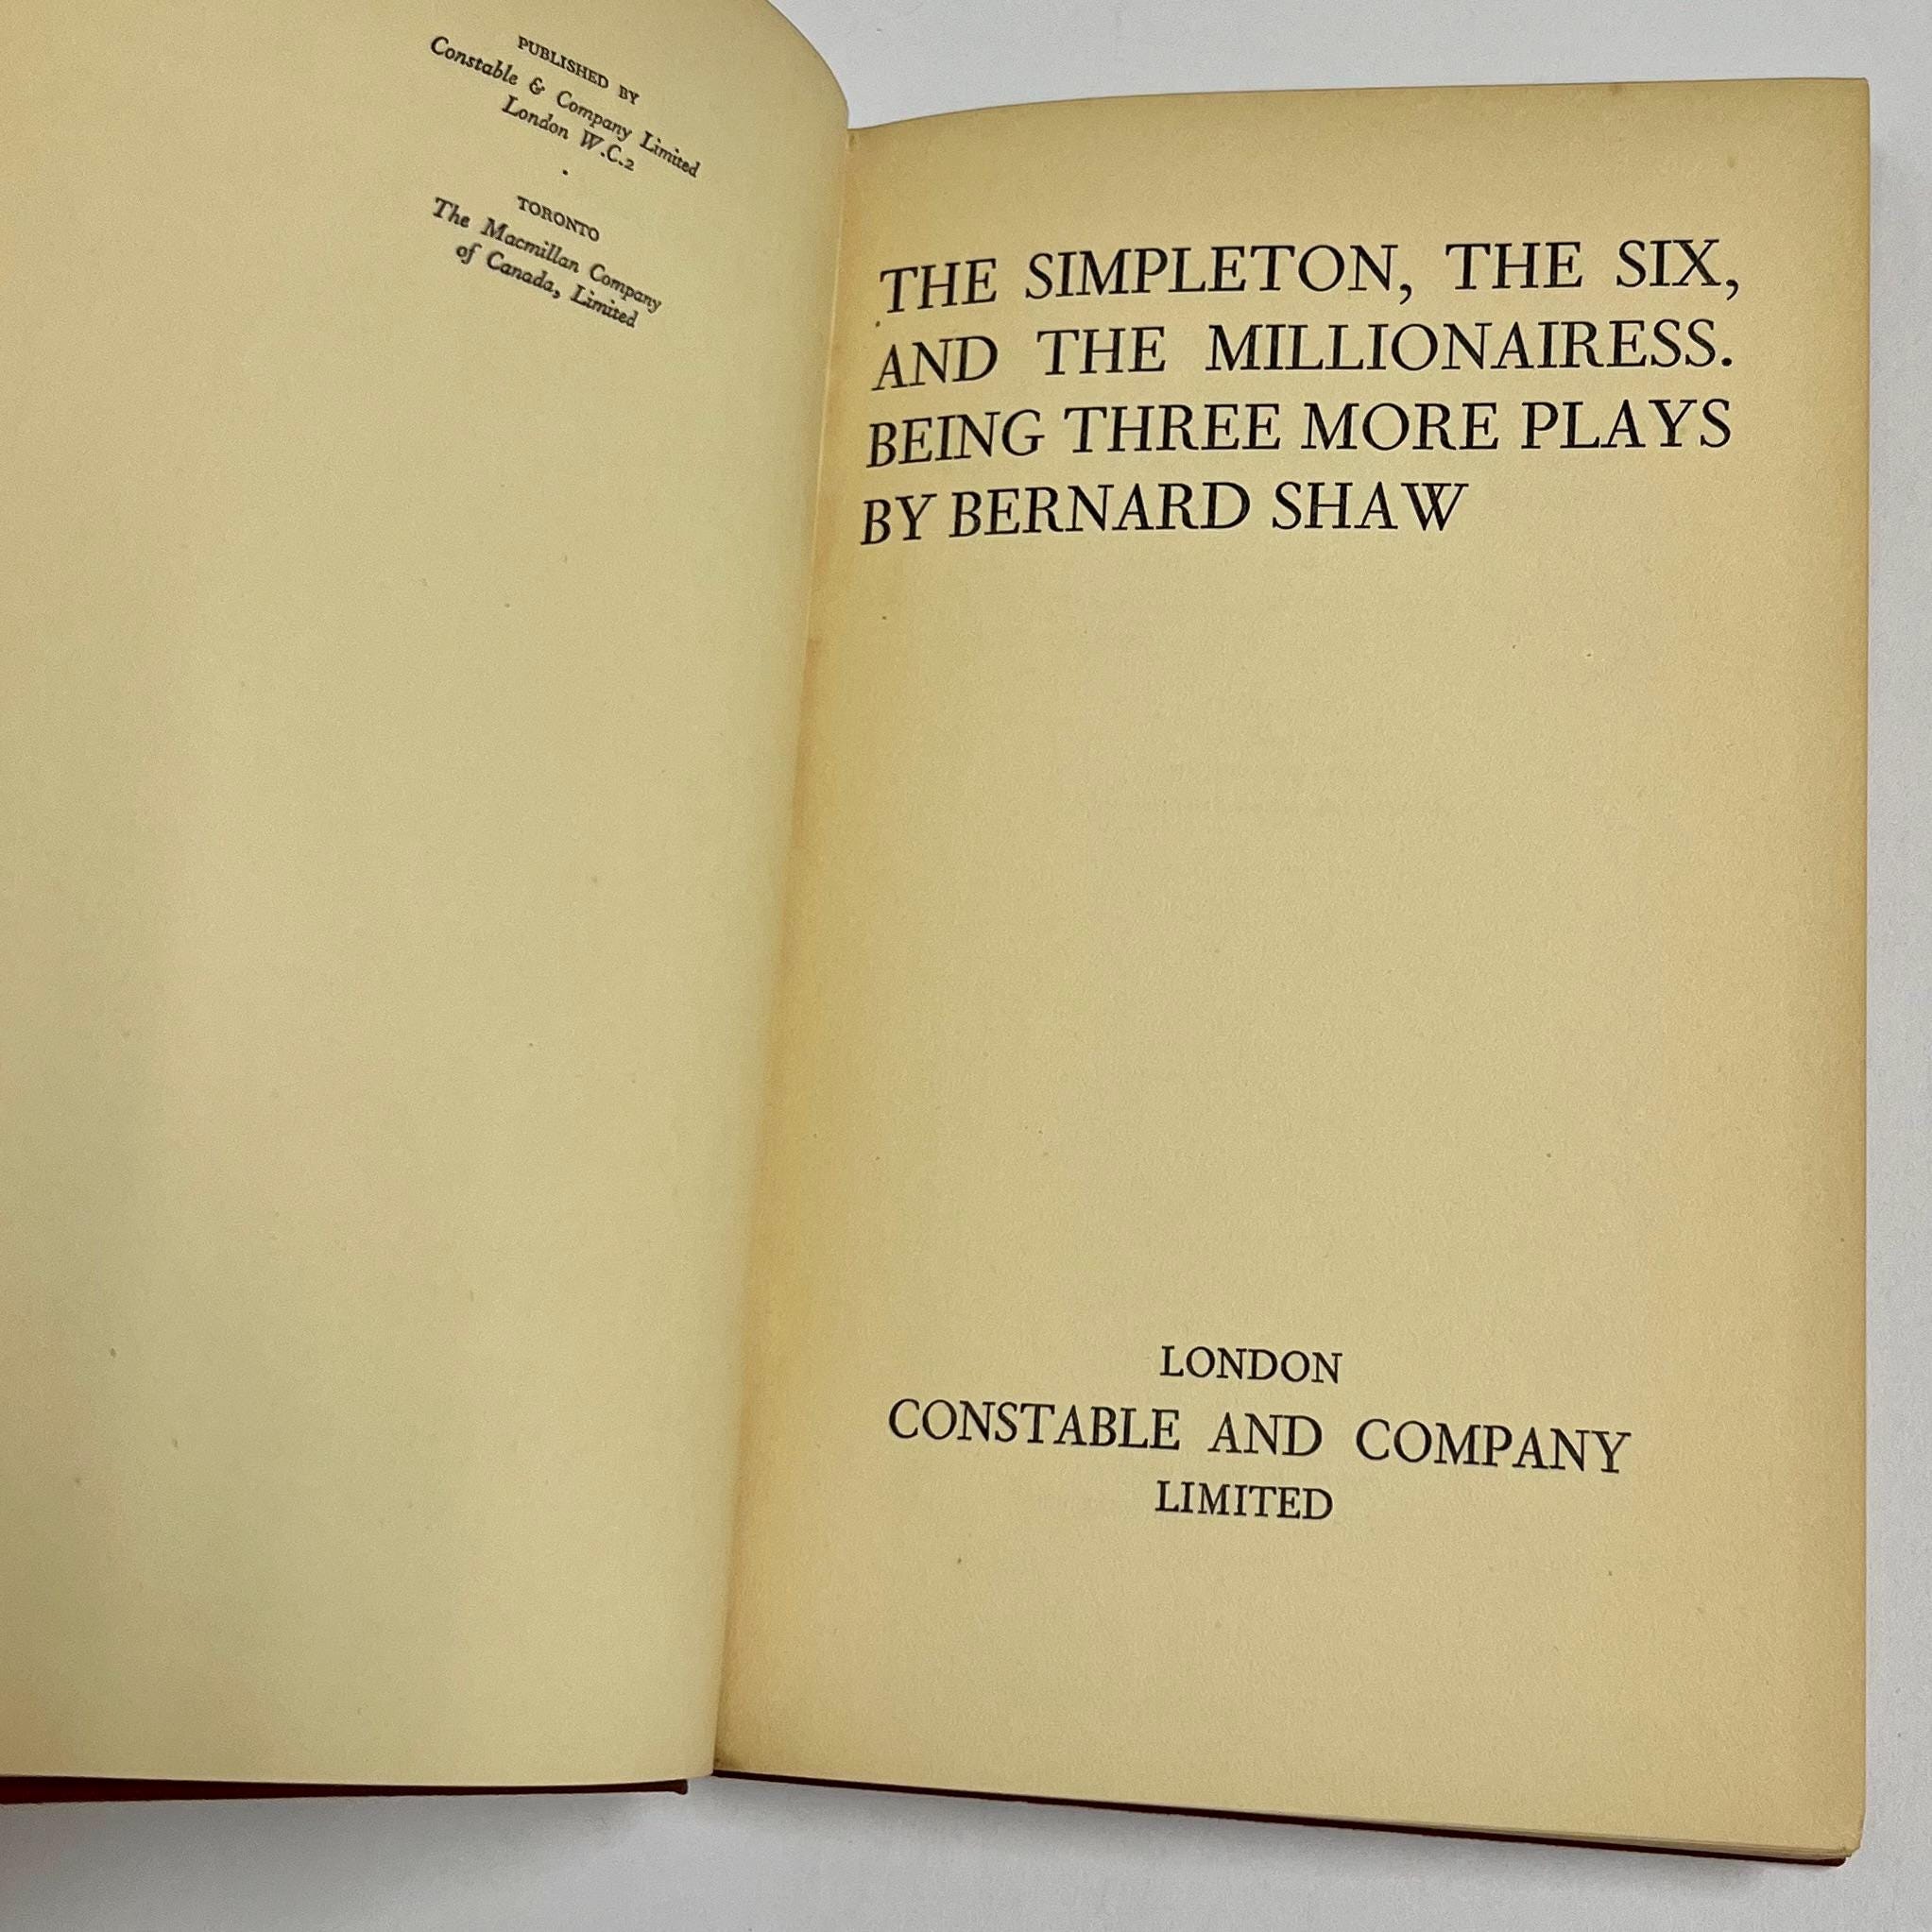 PUBLISHED BY
Constable & Company Limited
London W.C.2
.
TORONTO
The Macmillan Company
of Canada, Limited
THE SIMPLETON, THE SIX,
AND THE MILLIONAIRESS.
BEING THREE MORE PLAYS
BY BERNARD SHAW
LONDON
CONSTABLE AND COMPANY
LIMITED